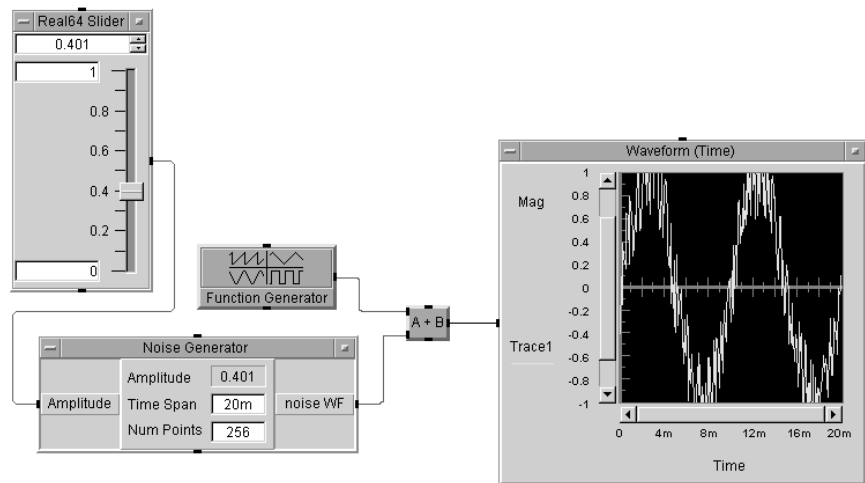 Real64 Slider
0.401
1
0.8
0.6
0.4
0.2
0
Function Generator
A + B
Noise Generator
Amplitude
Amplitude 0.401
Time Span 20m
Num Points 256
noise WF
Waveform (Time)
Mag
Trace1
1
0.8
0.6
0.4
0.2
0
-0.2
-0.4
-0.6
-0.8
-1
0 4m 8m 12m 16m 20m
Time